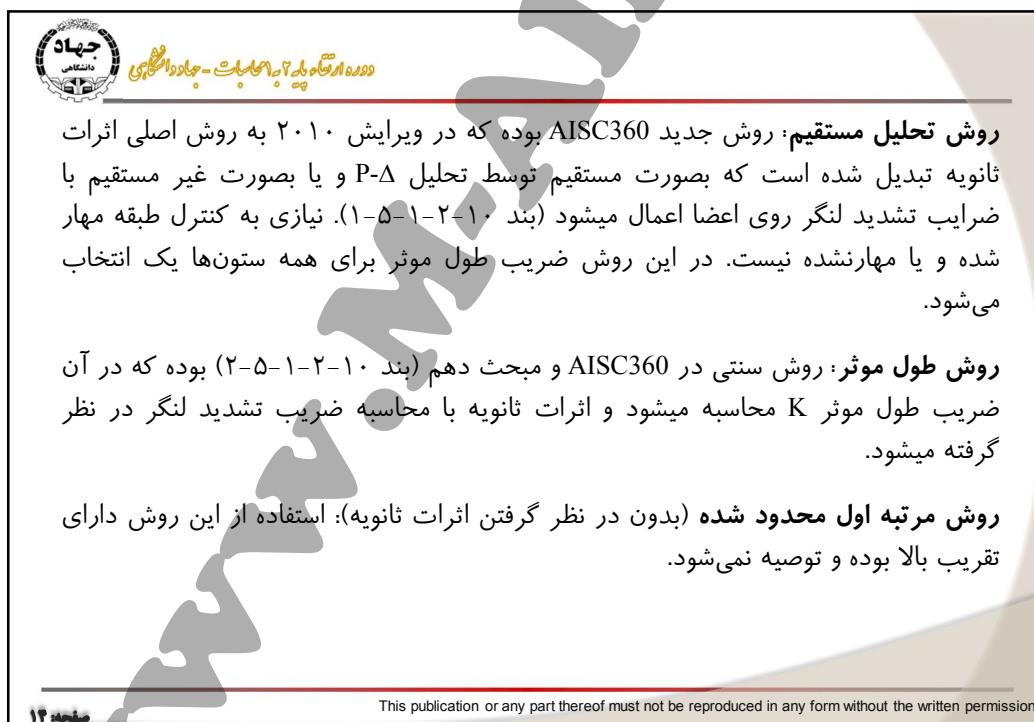 جهاد
دانشگاهی
دوره ارتقاء پایه ۲ به ۱ محاسبات - جهاد دانشگاهی
روش تحلیل مستقیم: روش جدید AISC360 بوده که در ویرایش ۲۰۱۰ به روش اصلی اثرات
ثانویه تبدیل شده است که بصورت مستقیم توسط تحلیل P-Δ و یا بصورت غیر مستقیم با
ضرایب تشدید لنگر روی اعضا اعمال میشود (بند ۱۰-۲-۱-۵-۱). نیازی به کنترل طبقه مهار
شده و یا مهارنشده نیست. در این روش ضریب طول موثر برای همه ستون‌ها یک انتخاب
می‌شود.
روش طول موثر: روش سنتی در AISC360 و مبحث دهم (بند ۱۰-۲-۱-۵-۲) بوده که در آن
ضریب طول موثر K محاسبه میشود و اثرات ثانویه با محاسبه ضریب تشدید لنگر در نظر
گرفته میشود.
روش مرتبه اول محدود شده (بدون در نظر گرفتن اثرات ثانویه): استفاده از این روش دارای
تقریب بالا بوده و توصیه نمی‌شود.
This publication or any part thereof must not be reproduced in any form without the written permission
صفحه: ۱۴
www.M-A